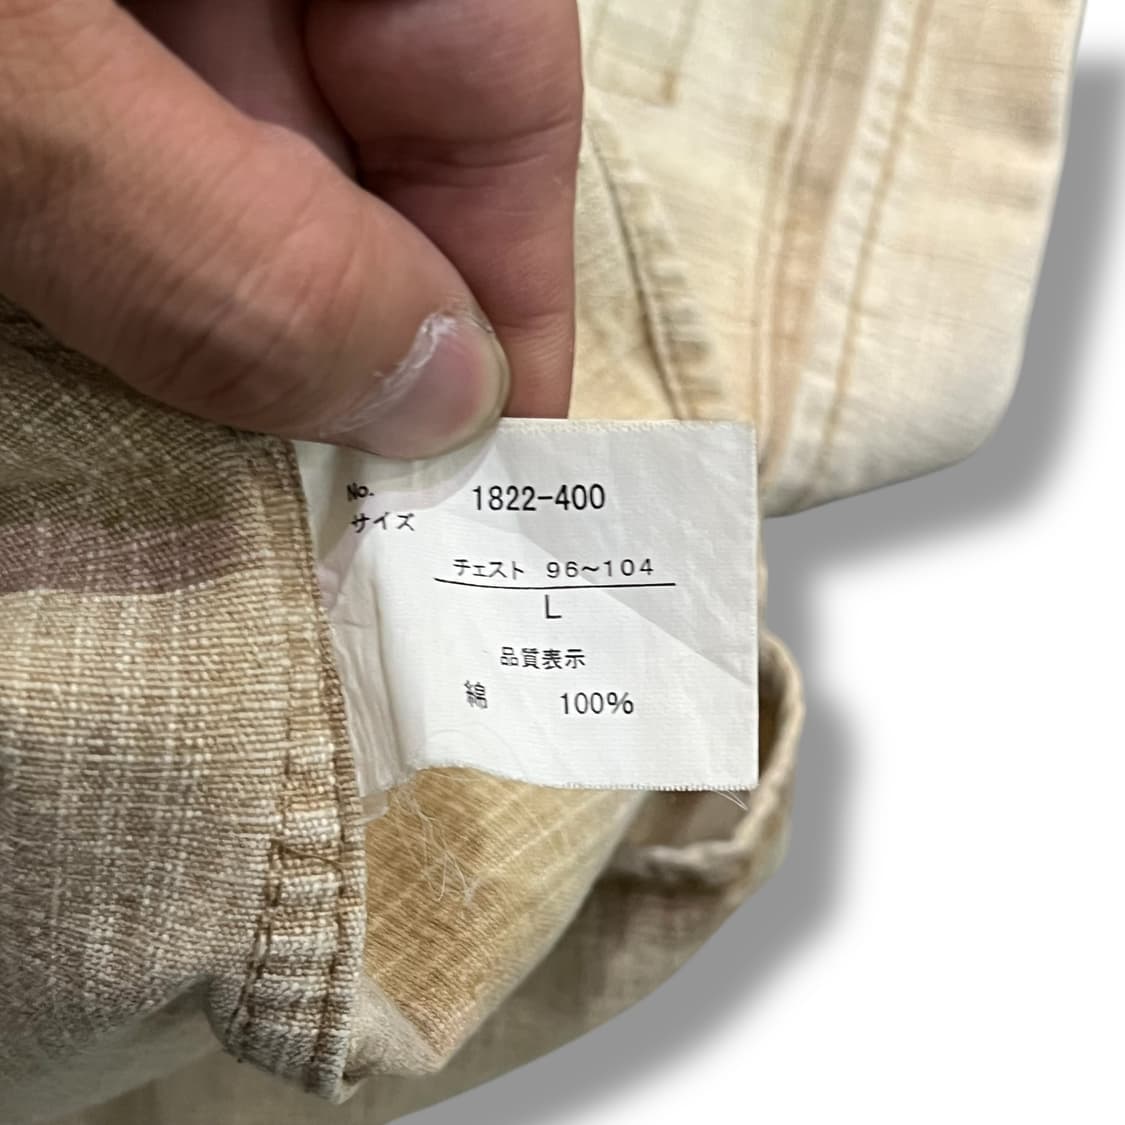 No. 1822-400
サイズ
チェスト 96~104
L
品質表示
綿 100%